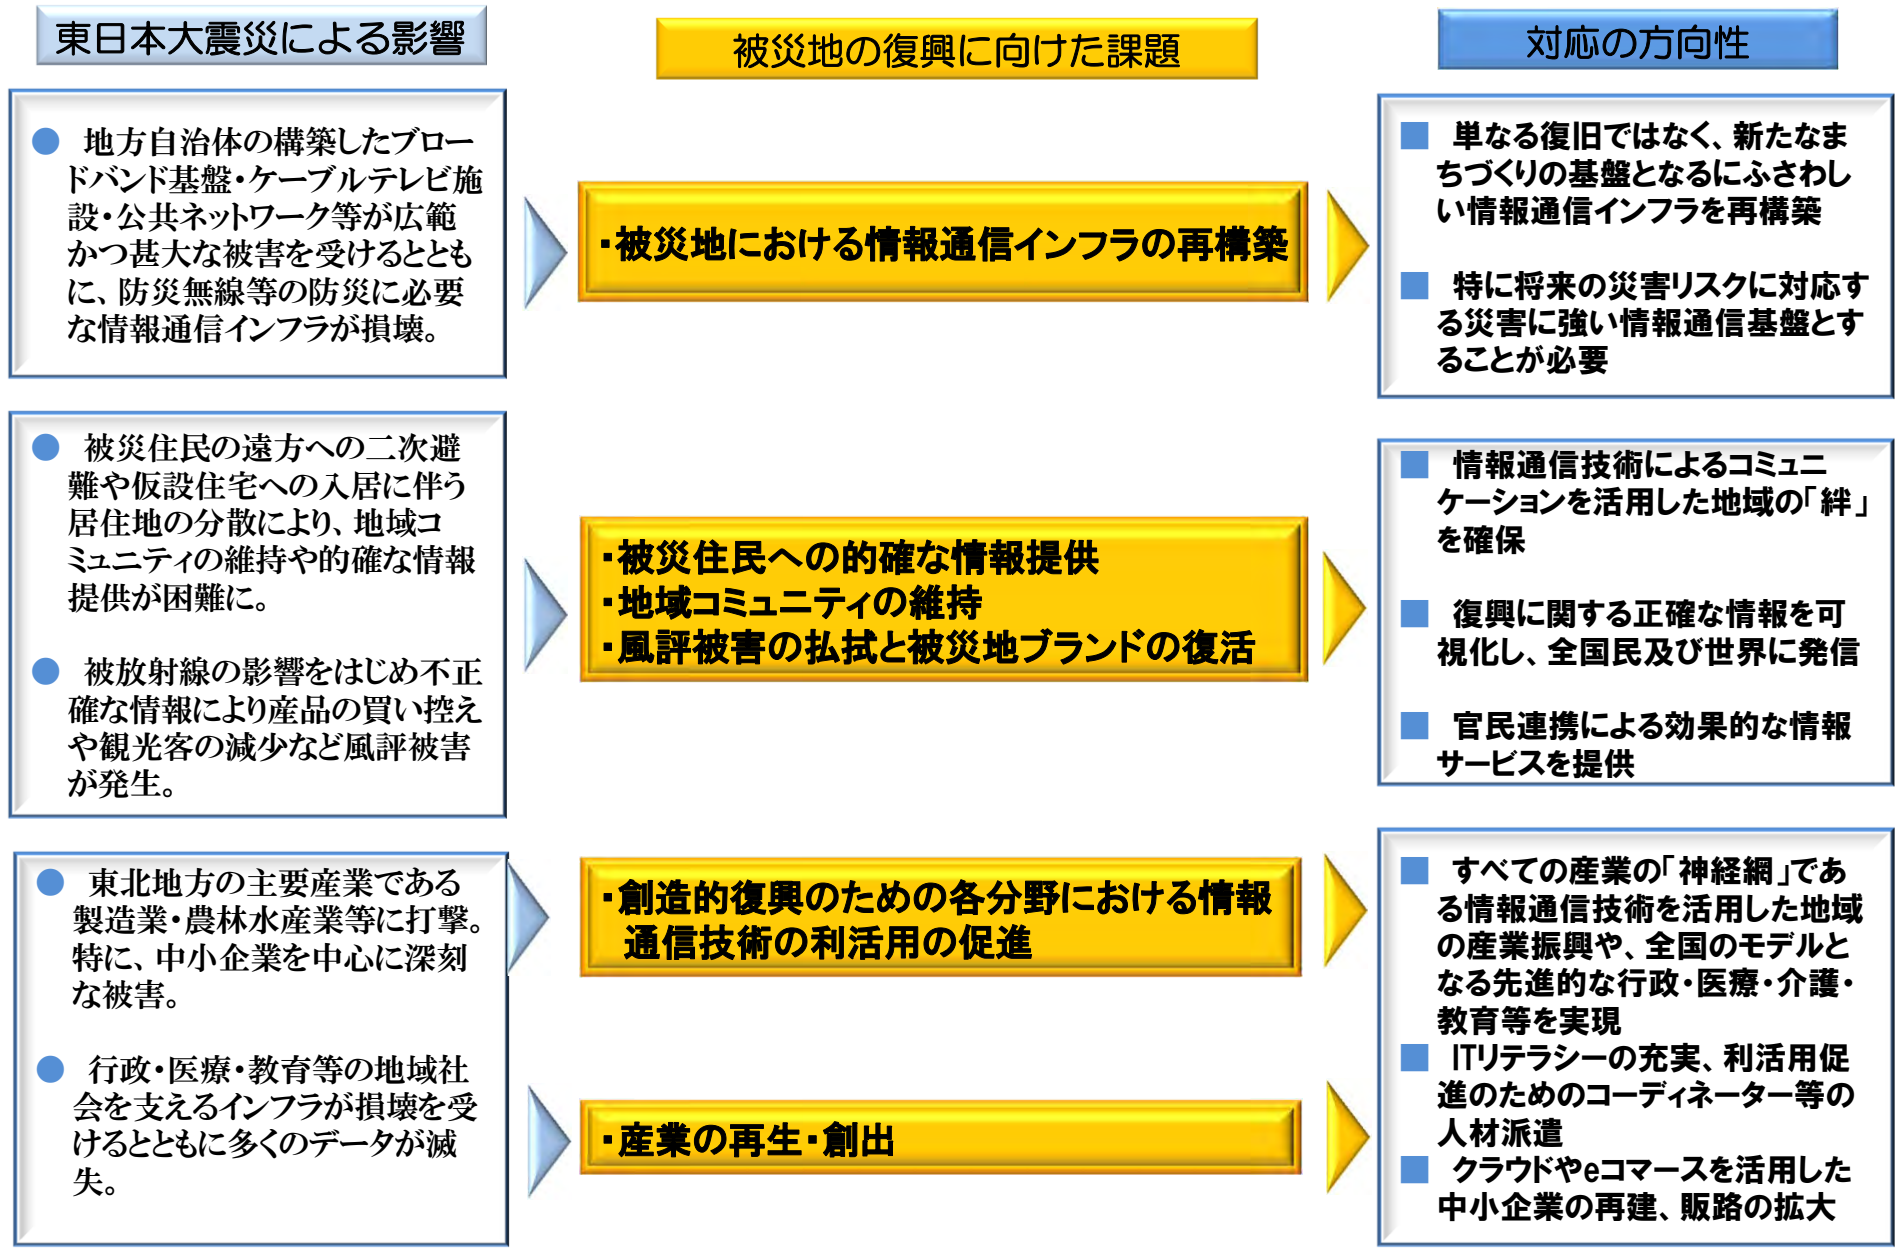 東日本大震災による影響
被災地の復興に向けた課題
対応の方向性
● 地方自治体の構築したブロー
ドバンド基盤・ケーブルテレビ施
設・公共ネットワーク等が広範
かつ甚大な被害を受けるととも
に、防災無線等の防災に必要
な情報通信インフラが損壊。
・被災地における情報通信インフラの再構築
■ 単なる復旧ではなく、新たなま
ちづくりの基盤となるにふさわし
い情報通信インフラを再構築
■ 特に将来の災害リスクに対応す
る災害に強い情報通信基盤とす
ることが必要
● 被災住民の遠方への二次避
難や仮設住宅への入居に伴う
居住地の分散により、地域コ
ミュニティの維持や的確な情報
提供が困難に。
● 被放射線の影響をはじめ不正
確な情報により産品の買い控え
や観光客の減少など風評被害
が発生。
・被災住民への的確な情報提供
・地域コミュニティの維持
・風評被害の払拭と被災地ブランドの復活
■ 情報通信技術によるコミュニ
ケーションを活用した地域の「絆」
を確保
■ 復興に関する正確な情報を可
視化し、全国民及び世界に発信
■ 官民連携による効果的な情報
サービスを提供
● 東北地方の主要産業である
製造業・農林水産業等に打撃。
特に、中小企業を中心に深刻
な被害。
● 行政・医療・教育等の地域社
会を支えるインフラが損壊を受
けるとともに多くのデータが滅
失。
・創造的復興のための各分野における情報
通信技術の利活用の促進
・産業の再生・創出
■ すべての産業の「神経網」であ
る情報通信技術を活用した地域
の産業振興や、全国のモデルと
なる先進的な行政・医療・介護・
教育等を実現
■ ITリテラシーの充実、利活用促
進のためのコーディネーター等の
人材派遣
■ クラウドやeコマースを活用した
中小企業の再建、販路の拡大